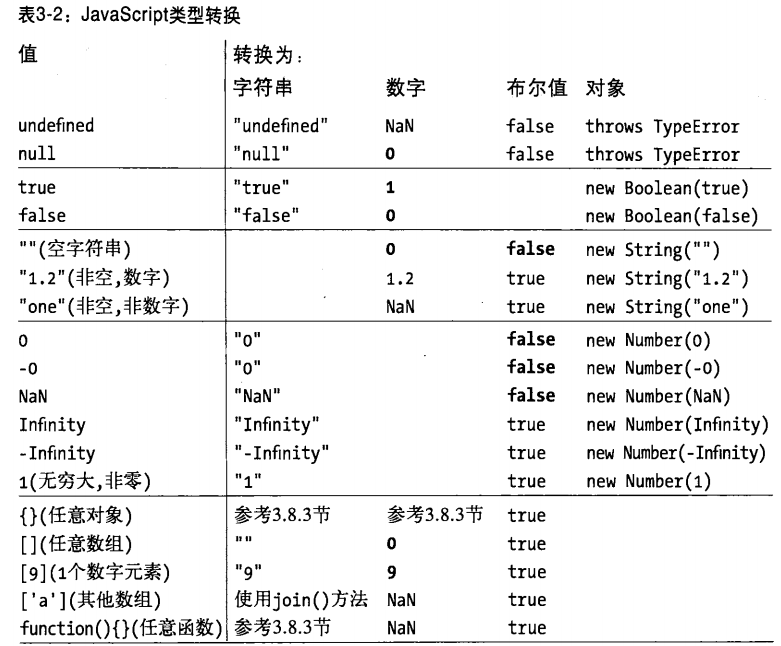 表3-2：JavaScript类型转换
值 转换为：
字符串 数字 布尔值 对象
undefined "undefined" NaN false throws TypeError
null "null" 0 false throws TypeError
true "true" 1 new Boolean(true)
false "false" 0 new Boolean(false)
""(空字符串) 0 false new String("")
"1.2"(非空,数字) 1.2 true new String("1.2")
"one"(非空,非数字) NaN true new String("one")
0 "0" false new Number(0)
-0 "0" false new Number(-0)
NaN "NaN" false new Number(NaN)
Infinity "Infinity" true new Number(Infinity)
-Infinity "-Infinity" true new Number(-Infinity)
1(无穷大,非零) "1" true new Number(1)
{}(任意对象) 参考3.8.3节 参考3.8.3节 true
[](任意数组) "" 0 true
[9](1个数字元素) "9" 9 true
['a'](其他数组) 使用join()方法 NaN true
function(){}(任意函数) 参考3.8.3节 NaN true